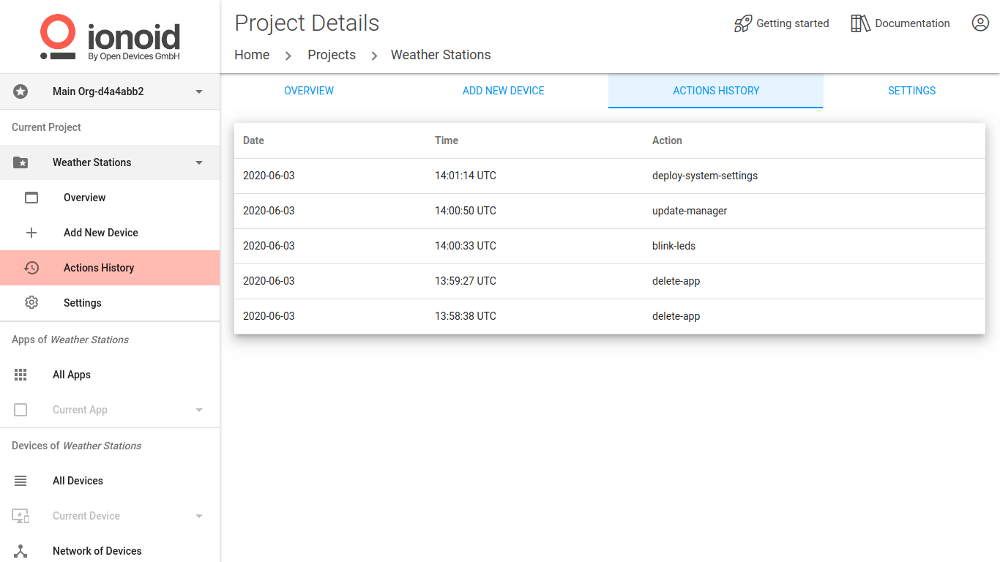 ionoid
By Open Devices GmbH
Main Org-d4a4abb2
Current Project
Weather Stations
Overview
Add New Device
Actions History
Settings
Apps of Weather Stations
All Apps
Current App
Devices of Weather Stations
All Devices
Current Device
Network of Devices
Project Details
Getting started
Documentation
Home > Projects > Weather Stations
OVERVIEW ADD NEW DEVICE ACTIONS HISTORY SETTINGS
Date Time Action
2020-06-03 14:01:14 UTC deploy-system-settings
2020-06-03 14:00:50 UTC update-manager
2020-06-03 14:00:33 UTC blink-leds
2020-06-03 13:59:27 UTC delete-app
2020-06-03 13:58:38 UTC delete-app